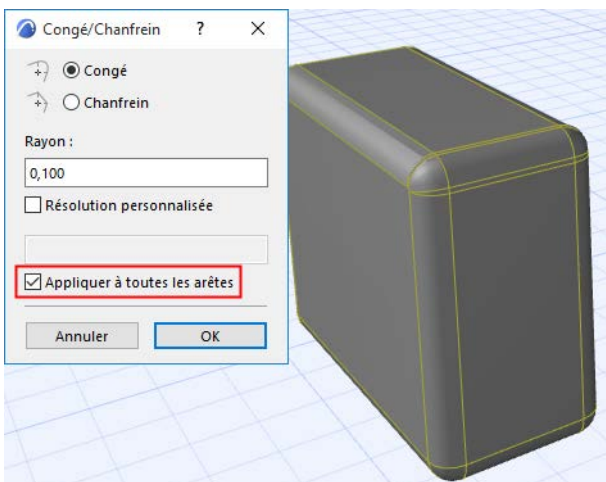 Congé/Chanfrein ?
Congé
Chanfrein
Rayon :
0,100
Résolution personnalisée
Appliquer à toutes les arêtes
Annuler OK